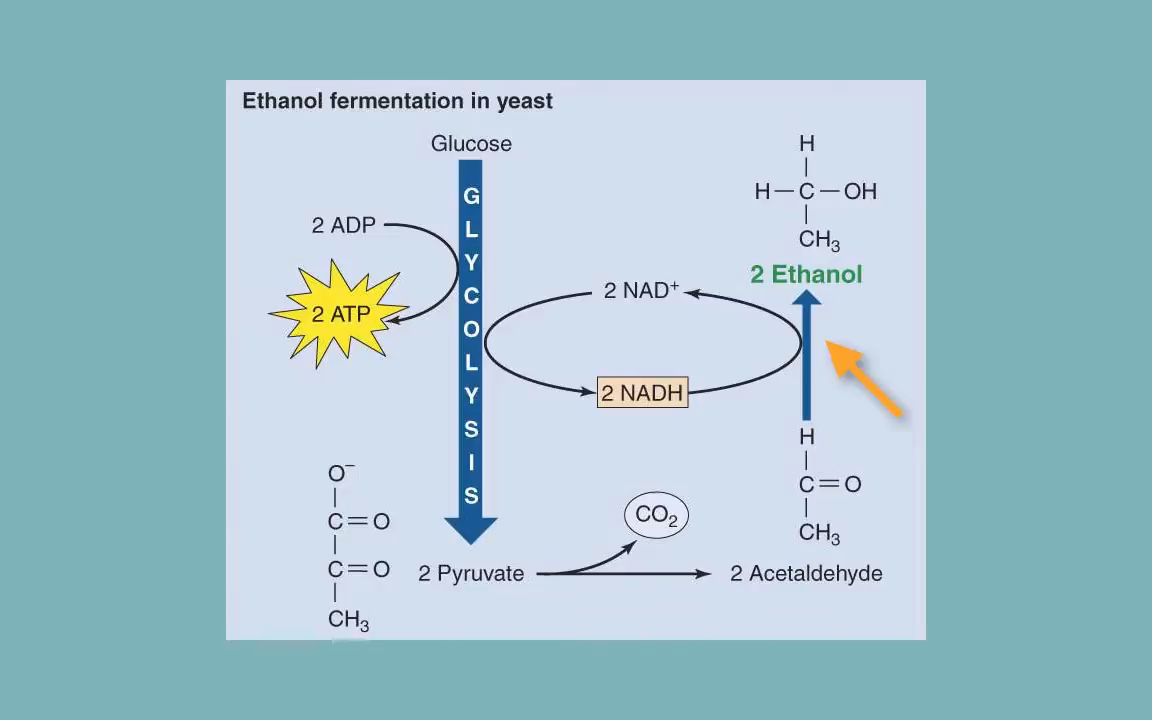 Ethanol fermentation in yeast
Glucose
GLYCOLYSIS
2 ADP
2 ATP
2 NAD⁺
2 NADH
H
H—C—OH
CH₃
2 Ethanol
H
C=O
CH₃
O⁻
C=O
C=O
CH₃
CO₂
2 Pyruvate
2 Acetaldehyde